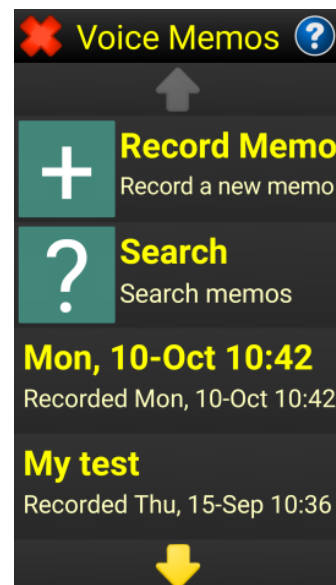 Voice Memos ?
+
Record Memo
Record a new memo
?
Search
Search memos
Mon, 10-Oct 10:42
Recorded Mon, 10-Oct 10:42
My test
Recorded Thu, 15-Sep 10:36